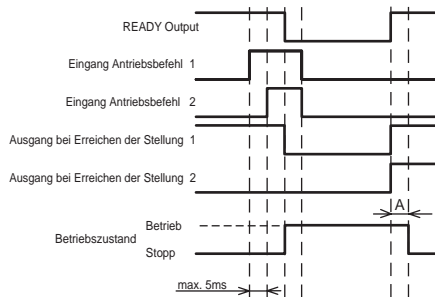 READY Output
Eingang Antriebsbefehl 1
Eingang Antriebsbefehl 2
Ausgang bei Erreichen der Stellung 1
Ausgang bei Erreichen der Stellung 2
A
Betrieb
Betriebszustand
Stopp
max. 5ms